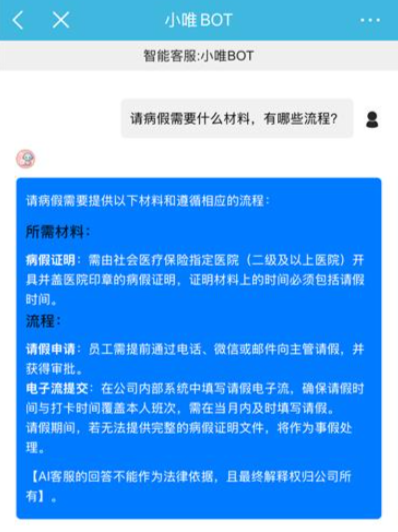 小唯BOT
智能客服:小唯BOT
请病假需要什么材料，有哪些流程？
请病假需要提供以下材料和遵循相应的流程：
所需材料：
病假证明：需由社会医疗保险指定医院（二级及以上医院）开
具并盖医院印章的病假证明，证明材料上的时间必须包括请假
时间。
流程：
请假申请：员工需提前通过电话、微信或邮件向主管请假，并
获得审批。
电子流提交：在公司内部系统中填写请假电子流，确保请假时
间与打卡时间覆盖本人班次，需在当月内及时填写请假。
请假期间，若无法提供完整的病假证明文件，将作为事假处
理。
【AI客服的回答不能作为法律依据，且最终解释权归公司所
有】。